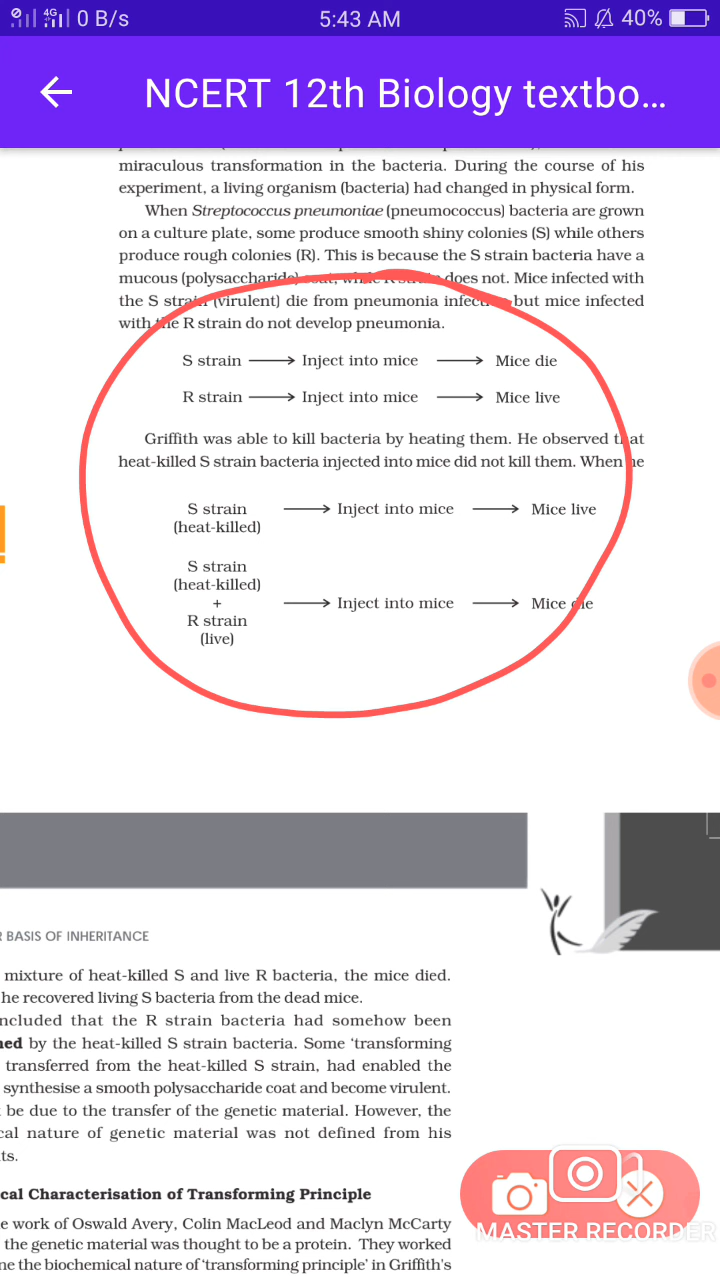 4G 0 B/s 5:43 AM 40%
NCERT 12th Biology textbo...
miraculous transformation in the bacteria. During the course of his
experiment, a living organism (bacteria) had changed in physical form.
When Streptococcus pneumoniae (pneumococcus) bacteria are grown
on a culture plate, some produce smooth shiny colonies (S) while others
produce rough colonies (R). This is because the S strain bacteria have a
mucous (polysaccharide) coat, while R strain does not. Mice infected with
the S strain (virulent) die from pneumonia infection but mice infected
with the R strain do not develop pneumonia.
S strain → Inject into mice → Mice die
R strain → Inject into mice → Mice live
Griffith was able to kill bacteria by heating them. He observed that
heat-killed S strain bacteria injected into mice did not kill them. When he
S strain
(heat-killed) → Inject into mice → Mice live
S strain
(heat-killed)
+
R strain
(live) → Inject into mice → Mice die
R BASIS OF INHERITANCE
mixture of heat-killed S and live R bacteria, the mice died.
he recovered living S bacteria from the dead mice.
ncluded that the R strain bacteria had somehow been
med by the heat-killed S strain bacteria. Some ‘transforming
transferred from the heat-killed S strain, had enabled the
synthesise a smooth polysaccharide coat and become virulent.
be due to the transfer of the genetic material. However, the
cal nature of genetic material was not defined from his
ts.
cal Characterisation of Transforming Principle
e work of Oswald Avery, Colin MacLeod and Maclyn McCarty
the genetic material was thought to be a protein. They worked
ne the biochemical nature of ‘transforming principle’ in Griffith's
MASTER RECORDER